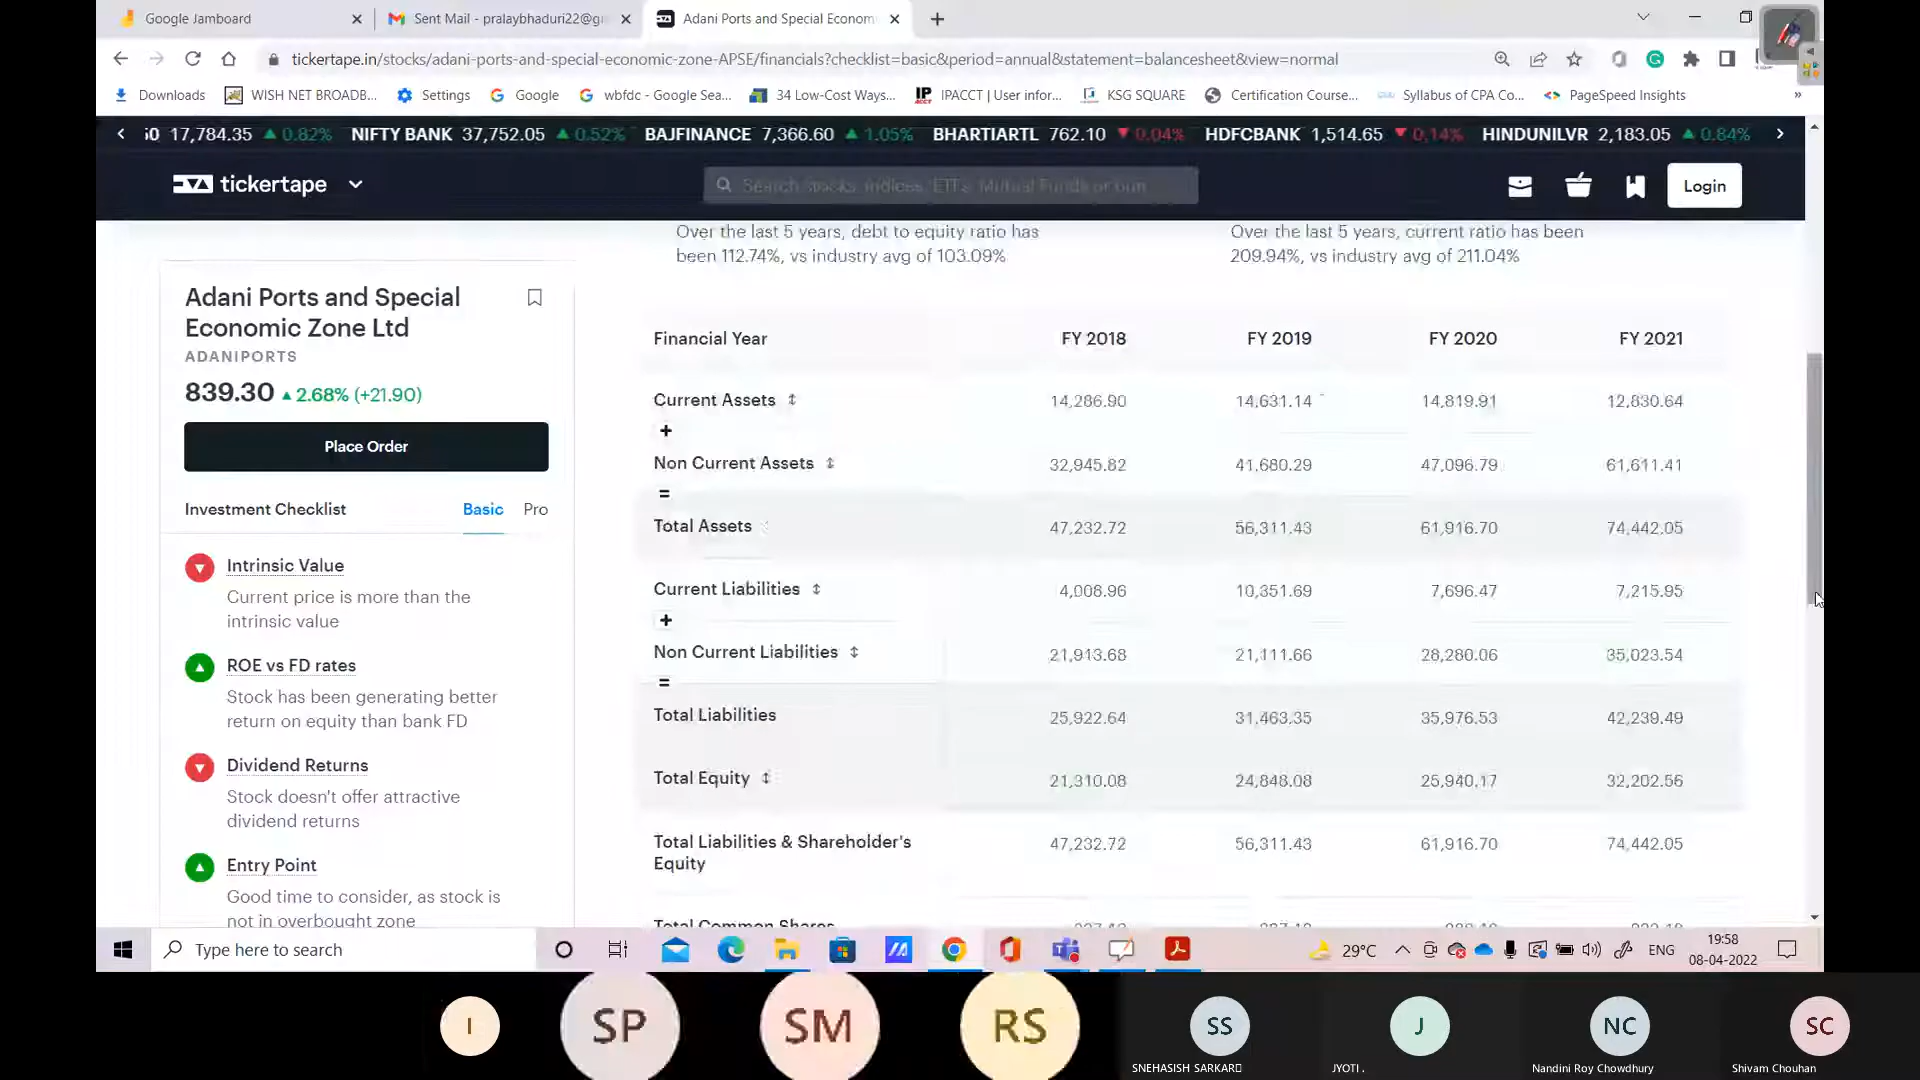 Google Jamboard
Sent Mail - pralaybhaduri22@g
Adani Ports and Special Econom
tickertape.in/stocks/adani-ports-and-special-economic-zone-APSE/financials?checklist=basic&period=annual&statement=balancesheet&view=normal
Downloads WISH NET BROADB... Settings Google wbfdc - Google Sea... 34 Low-Cost Ways... IPACCT | User infor... KSG SQUARE Certification Course... Syllabus of CPA Co... PageSpeed Insights »
17,784.35 ▲ 0.82% NIFTY BANK 37,752.05 ▲ 0.52% BAJFINANCE 7,366.60 ▲ 1.05% BHARTIARTL 762.10 ▼ 0.04% HDFCBANK 1,514.65 ▼ 0.14% HINDUNILVR 2,183.05 ▲ 0.84%
tickertape
Search stocks, indices, ETFs, Mutual Funds or
Login
Over the last 5 years, debt to equity ratio has
been 112.74%, vs industry avg of 103.09%
Over the last 5 years, current ratio has been
209.94%, vs industry avg of 211.04%
Adani Ports and Special
Economic Zone Ltd
ADANIPORTS
839.30 ▲ 2.68% (+21.90)
Place Order
Investment Checklist Basic Pro
Intrinsic Value
Current price is more than the
intrinsic value
ROE vs FD rates
Stock has been generating better
return on equity than bank FD
Dividend Returns
Stock doesn't offer attractive
dividend returns
Entry Point
Good time to consider, as stock is
not in overbought zone
Financial Year FY 2018 FY 2019 FY 2020 FY 2021
Current Assets 14,286.90 14,631.14 14,819.91 12,830.64
+
Non Current Assets 32,945.82 41,680.29 47,096.79 61,611.41
=
Total Assets 47,232.72 56,311.43 61,916.70 74,442.05
Current Liabilities 4,008.96 10,351.69 7,696.47 7,215.95
+
Non Current Liabilities 21,913.68 21,111.66 28,280.06 35,023.54
=
Total Liabilities 25,922.64 31,463.35 35,976.53 42,239.49
Total Equity 21,310.08 24,848.08 25,940.17 32,202.56
Total Liabilities & Shareholder's
Equity 47,232.72 56,311.43 61,916.70 74,442.05
Total Common Shares
Type here to search
29°C
ENG
19:58
08-04-2022
I SP SM RS SS J NC SC
SNEHASISH SARKAR JYOTI . Nandini Roy Chowdhury Shivam Chouhan